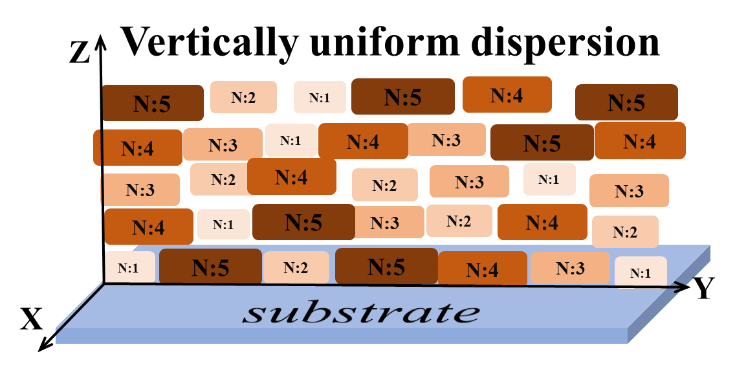 Z
Vertically uniform dispersion
N:5 N:2 N:1 N:5 N:4 N:5
N:4 N:3 N:1 N:4 N:3 N:5 N:4
N:3 N:2 N:4 N:2 N:3 N:1 N:3
N:4 N:1 N:5 N:3 N:2 N:4 N:2
N:1 N:5 N:2 N:5 N:4 N:3 N:1
Y
X
substrate